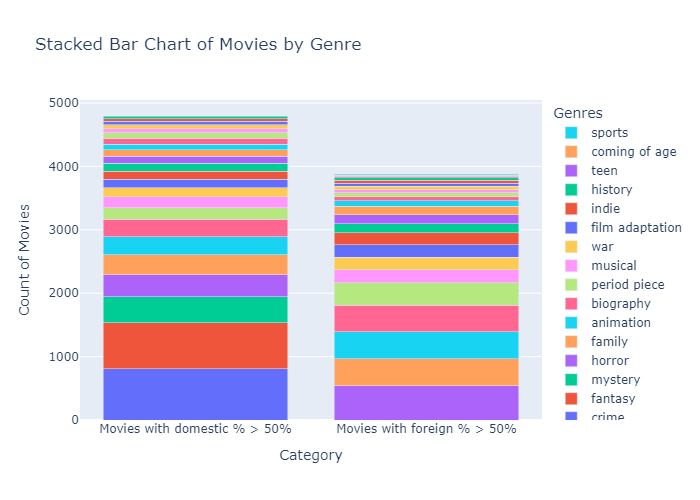 Stacked Bar Chart of Movies by Genre
5000
4000
3000
2000
1000
0
Count of Movies
Movies with domestic % > 50%
Movies with foreign % > 50%
Category
Genres
sports
coming of age
teen
history
indie
film adaptation
war
musical
period piece
biography
animation
family
horror
mystery
fantasy
crime